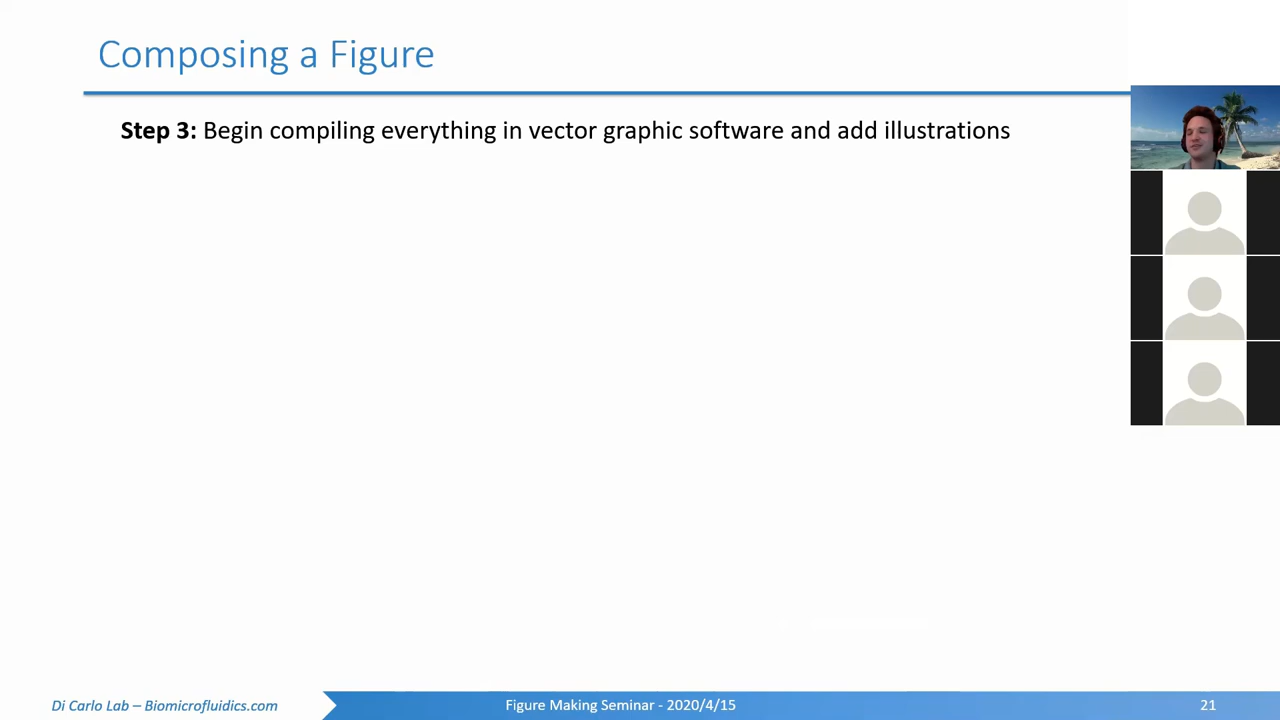 Composing a Figure
Step 3: Begin compiling everything in vector graphic software and add illustrations
Di Carlo Lab – Biomicrofluidics.com
Figure Making Seminar - 2020/4/15
21